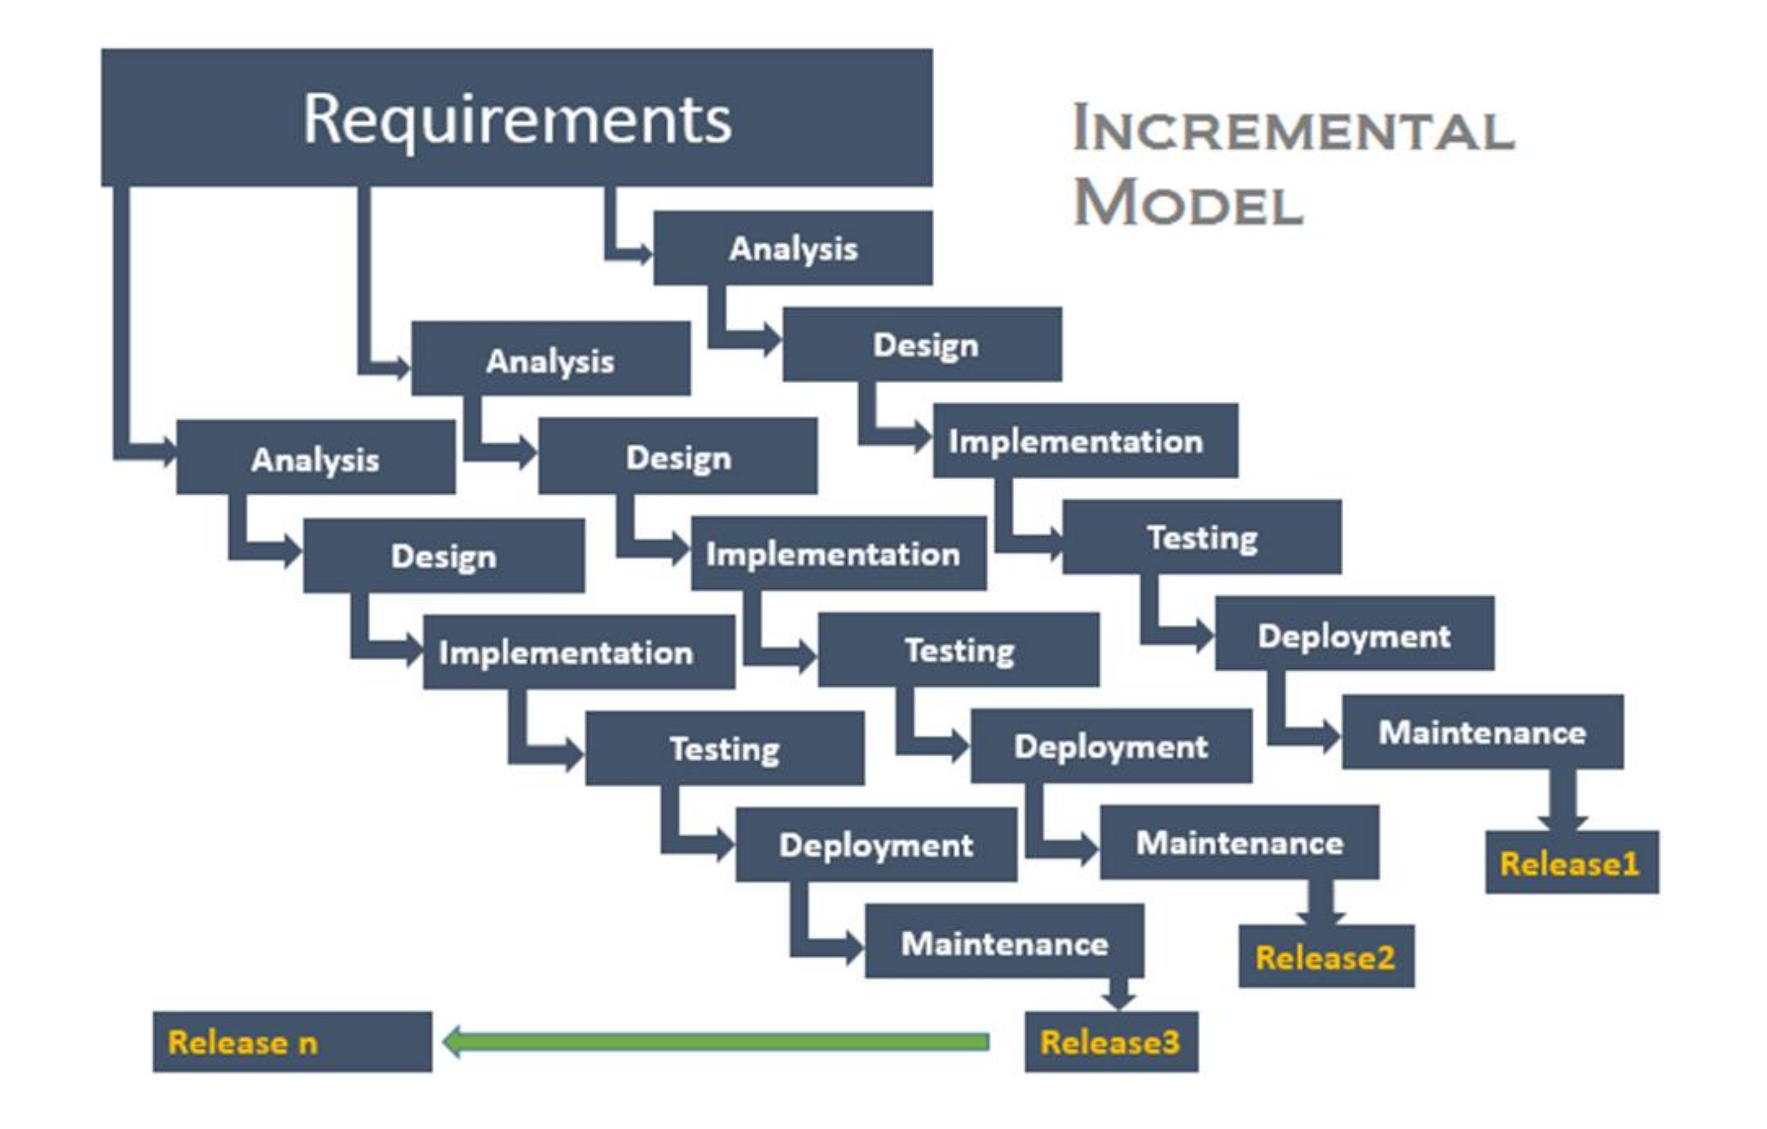 Requirements
INCREMENTAL
MODEL
Analysis
Design
Implementation
Testing
Deployment
Maintenance
Release1
Analysis
Design
Implementation
Testing
Deployment
Maintenance
Release2
Analysis
Design
Implementation
Testing
Deployment
Maintenance
Release3
Release n